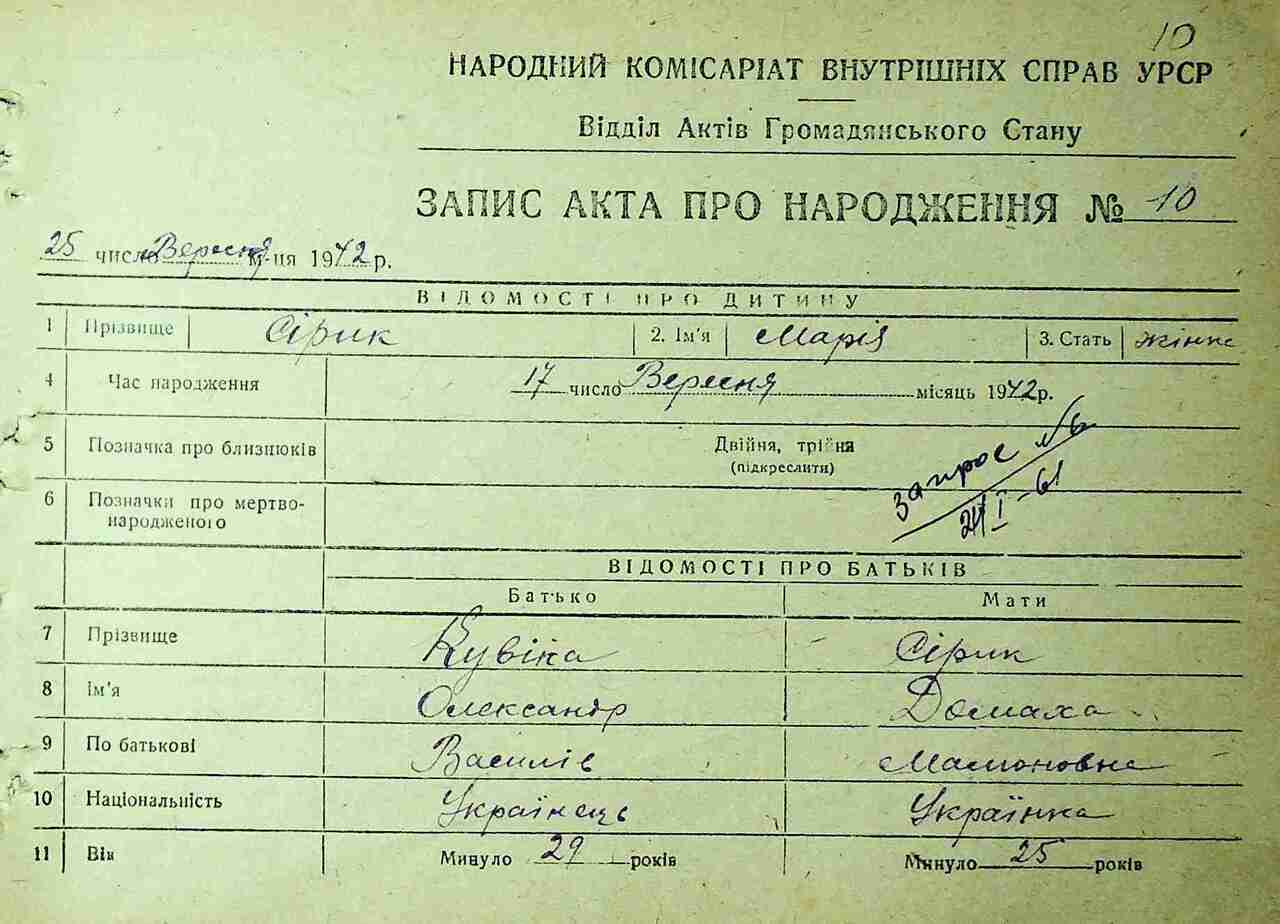 10
НАРОДНИЙ КОМІСАРІАТ ВНУТРІШНІХ СПРАВ УРСР
Відділ Актів Громадянського Стану
ЗАПИС АКТА ПРО НАРОДЖЕННЯ № 10
25 число Вересня м-ця 1942 р.
ВІДОМОСТІ ПРО ДИТИНУ
1 Прізвище Сірик 2. Ім'я Марія 3. Стать жінка
4 Час народження 17 число Вересня місяць 1942 р.
5 Позначка про близнюків Двійня, трійня
(підкреслити)
6 Позначки про мертво-
народженого
запрос №6
24/I-61
ВІДОМОСТІ ПРО БАТЬКІВ
Батько Мати
7 Прізвище Кувіка Сірик
8 Ім'я Олександр Домаха
9 По батькові Василів Мамоновна
10 Національність Українець Українка
11 Вік Минуло 29 років Минуло 25 років